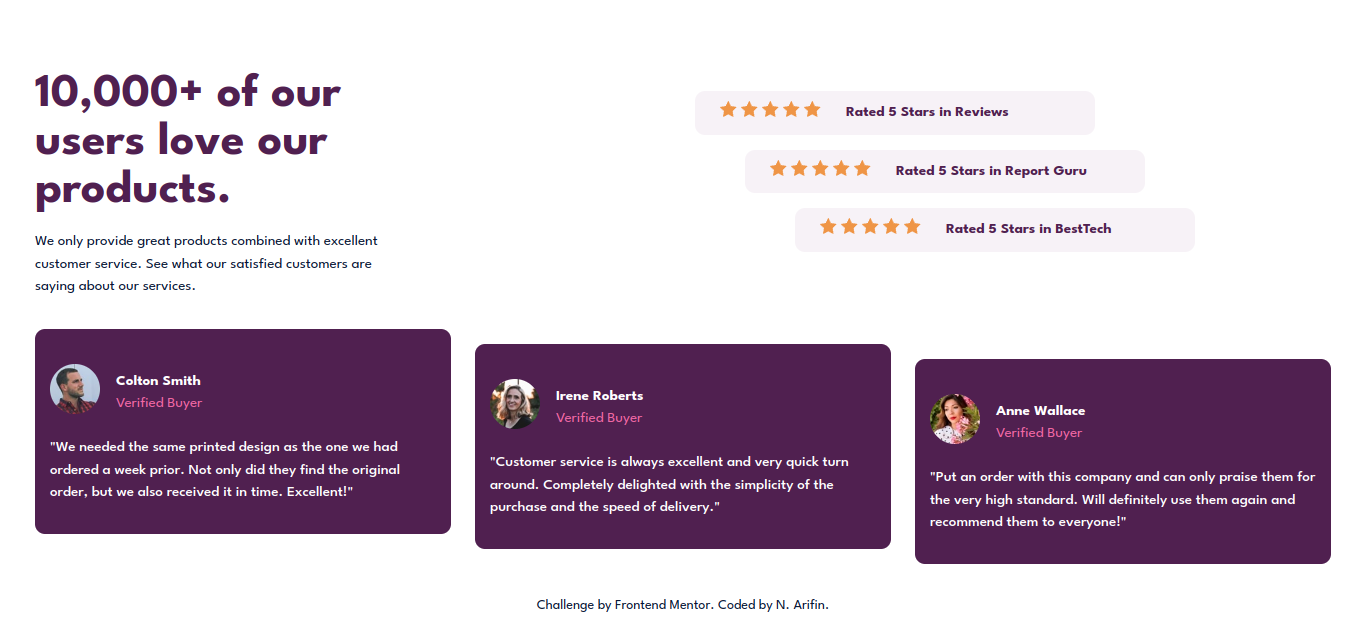 10,000+ of our
users love our
products.
We only provide great products combined with excellent
customer service. See what our satisfied customers are
saying about our services.
Rated 5 Stars in Reviews
Rated 5 Stars in Report Guru
Rated 5 Stars in BestTech
Colton Smith
Verified Buyer
"We needed the same printed design as the one we had
ordered a week prior. Not only did they find the original
order, but we also received it in time. Excellent!"
Irene Roberts
Verified Buyer
"Customer service is always excellent and very quick turn
around. Completely delighted with the simplicity of the
purchase and the speed of delivery."
Anne Wallace
Verified Buyer
"Put an order with this company and can only praise them for
the very high standard. Will definitely use them again and
recommend them to everyone!"
Challenge by Frontend Mentor. Coded by N. Arifin.